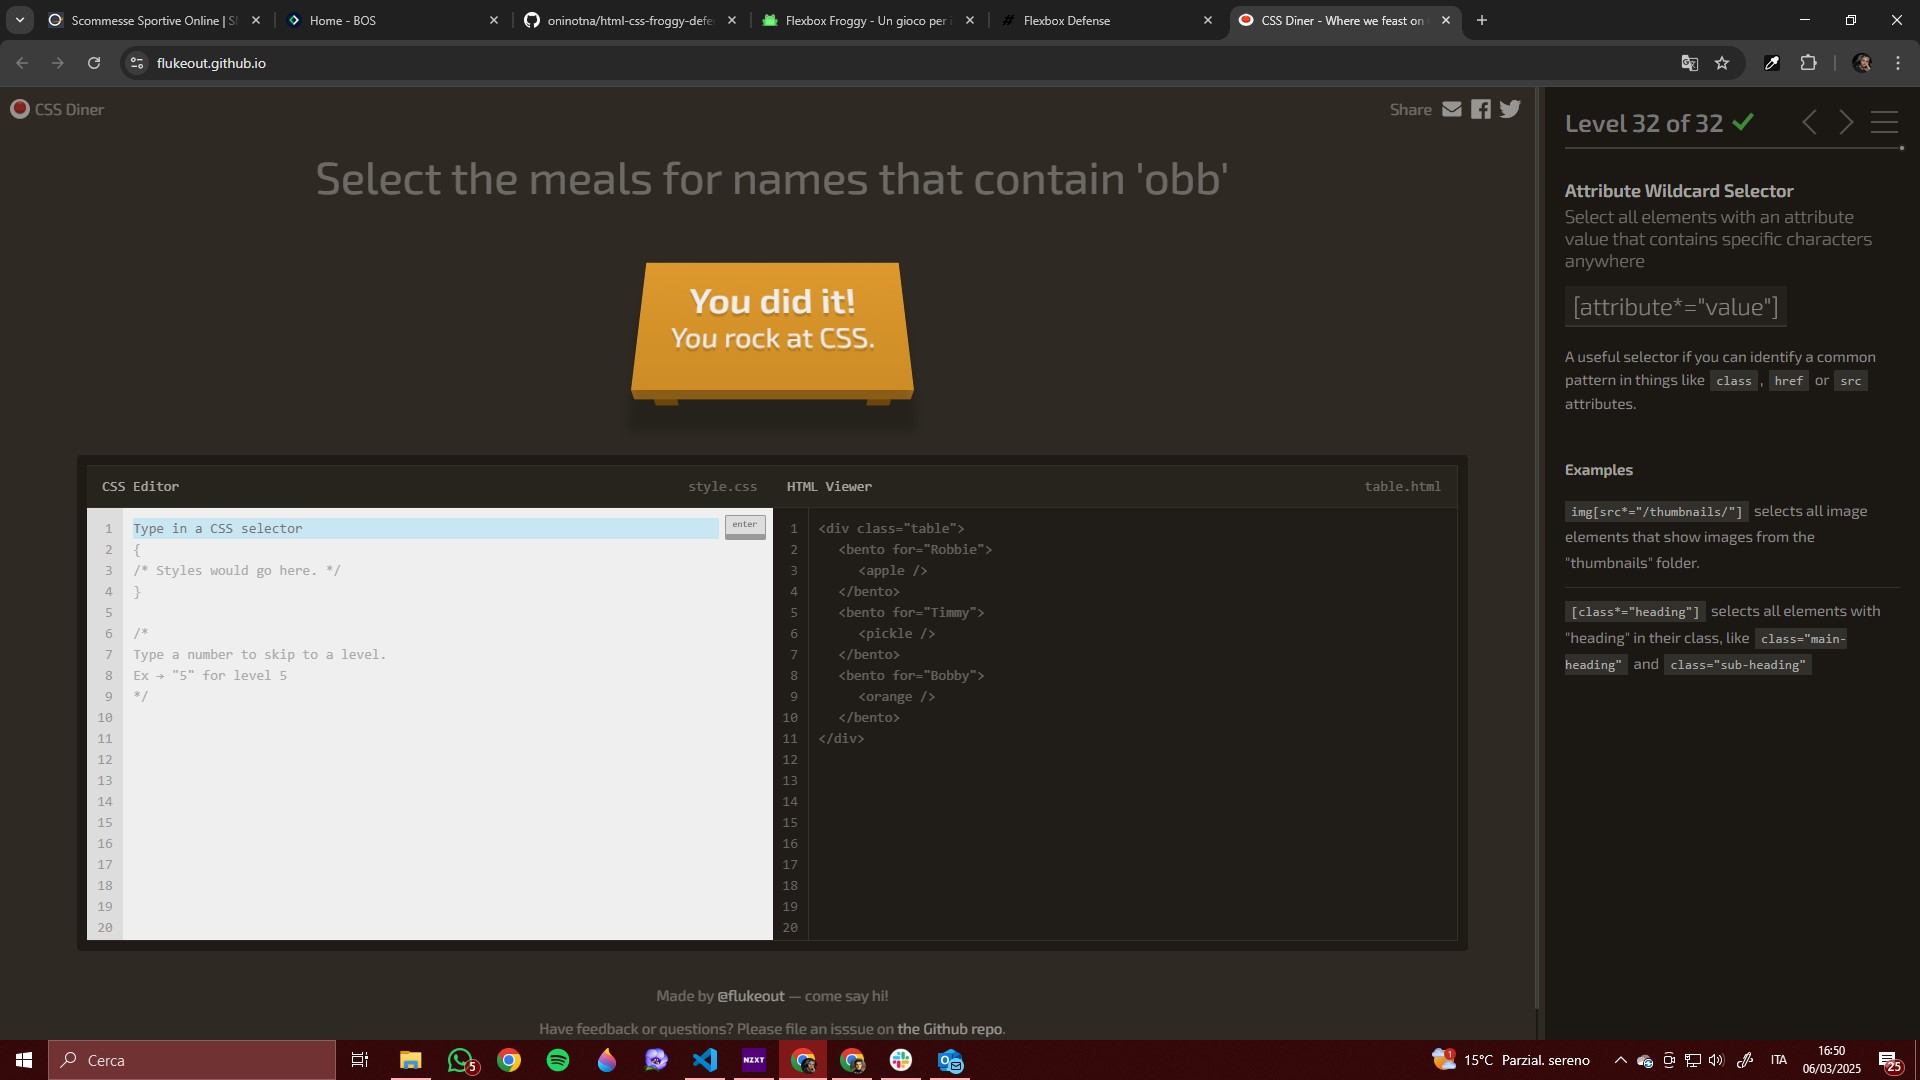 Scommesse Sportive Online | S
Home - BOS
oninotna/html-css-froggy-defe
Flexbox Froggy - Un gioco per i
Flexbox Defense
CSS Diner - Where we feast on
flukeout.github.io
CSS Diner
Share
Select the meals for names that contain 'obb'
You did it!
You rock at CSS.
CSS Editor
style.css
HTML Viewer
table.html
enter
1 Type in a CSS selector
2 {
3 /* Styles would go here. */
4 }
5
6 /*
7 Type a number to skip to a level.
8 Ex → "5" for level 5
9 */
10
11
12
13
14
15
16
17
18
19
20
1 <div class="table">
2 <bento for="Robbie">
3 <apple />
4 </bento>
5 <bento for="Timmy">
6 <pickle />
7 </bento>
8 <bento for="Bobby">
9 <orange />
10 </bento>
11 </div>
12
13
14
15
16
17
18
19
20
Made by @flukeout — come say hi!
Have feedback or questions? Please file an isssue on the Github repo.
Level 32 of 32
Attribute Wildcard Selector
Select all elements with an attribute
value that contains specific characters
anywhere
[attribute*="value"]
A useful selector if you can identify a common
pattern in things like class , href or src
attributes.
Examples
img[src*="/thumbnails/"] selects all image
elements that show images from the
"thumbnails" folder.
[class*="heading"] selects all elements with
"heading" in their class, like class="main-
heading" and class="sub-heading"
Cerca
5
NZXT
1
15°C Parzial. sereno
ITA
16:50
06/03/2025
25